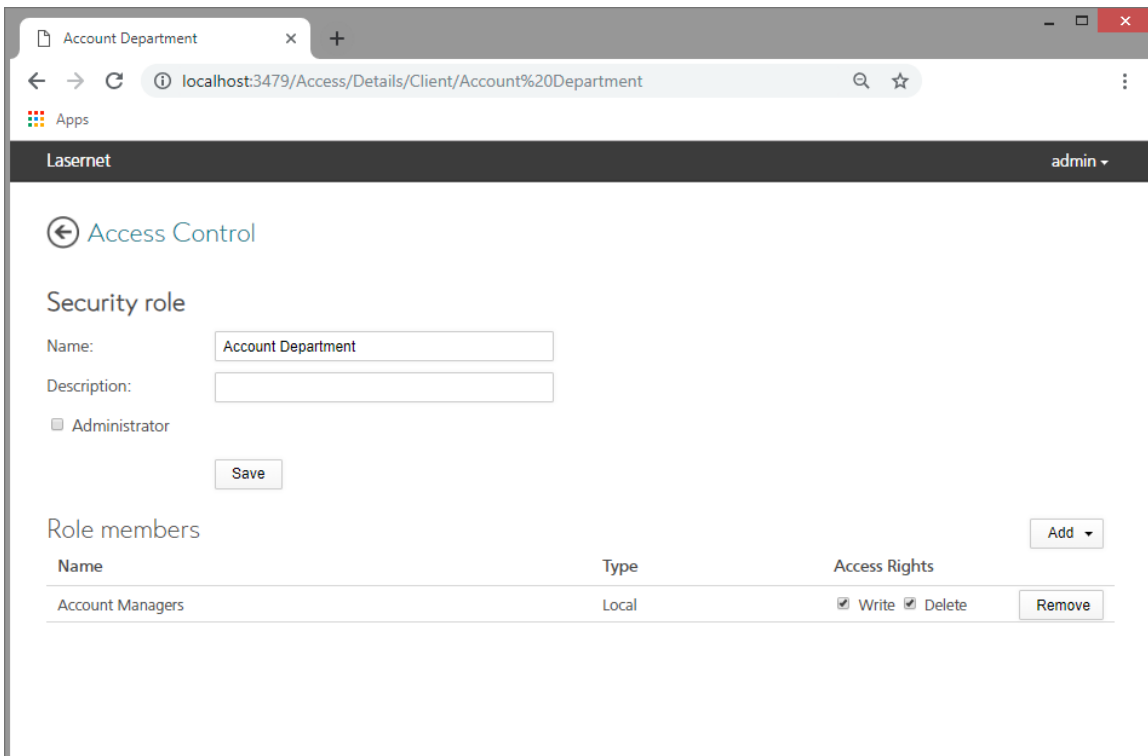 Account Department
localhost:3479/Access/Details/Client/Account%20Department
Apps
Lasernet admin
Access Control
Security role
Name: Account Department
Description:
Administrator
Save
Role members Add
Name Type Access Rights
Account Managers Local Write Delete Remove